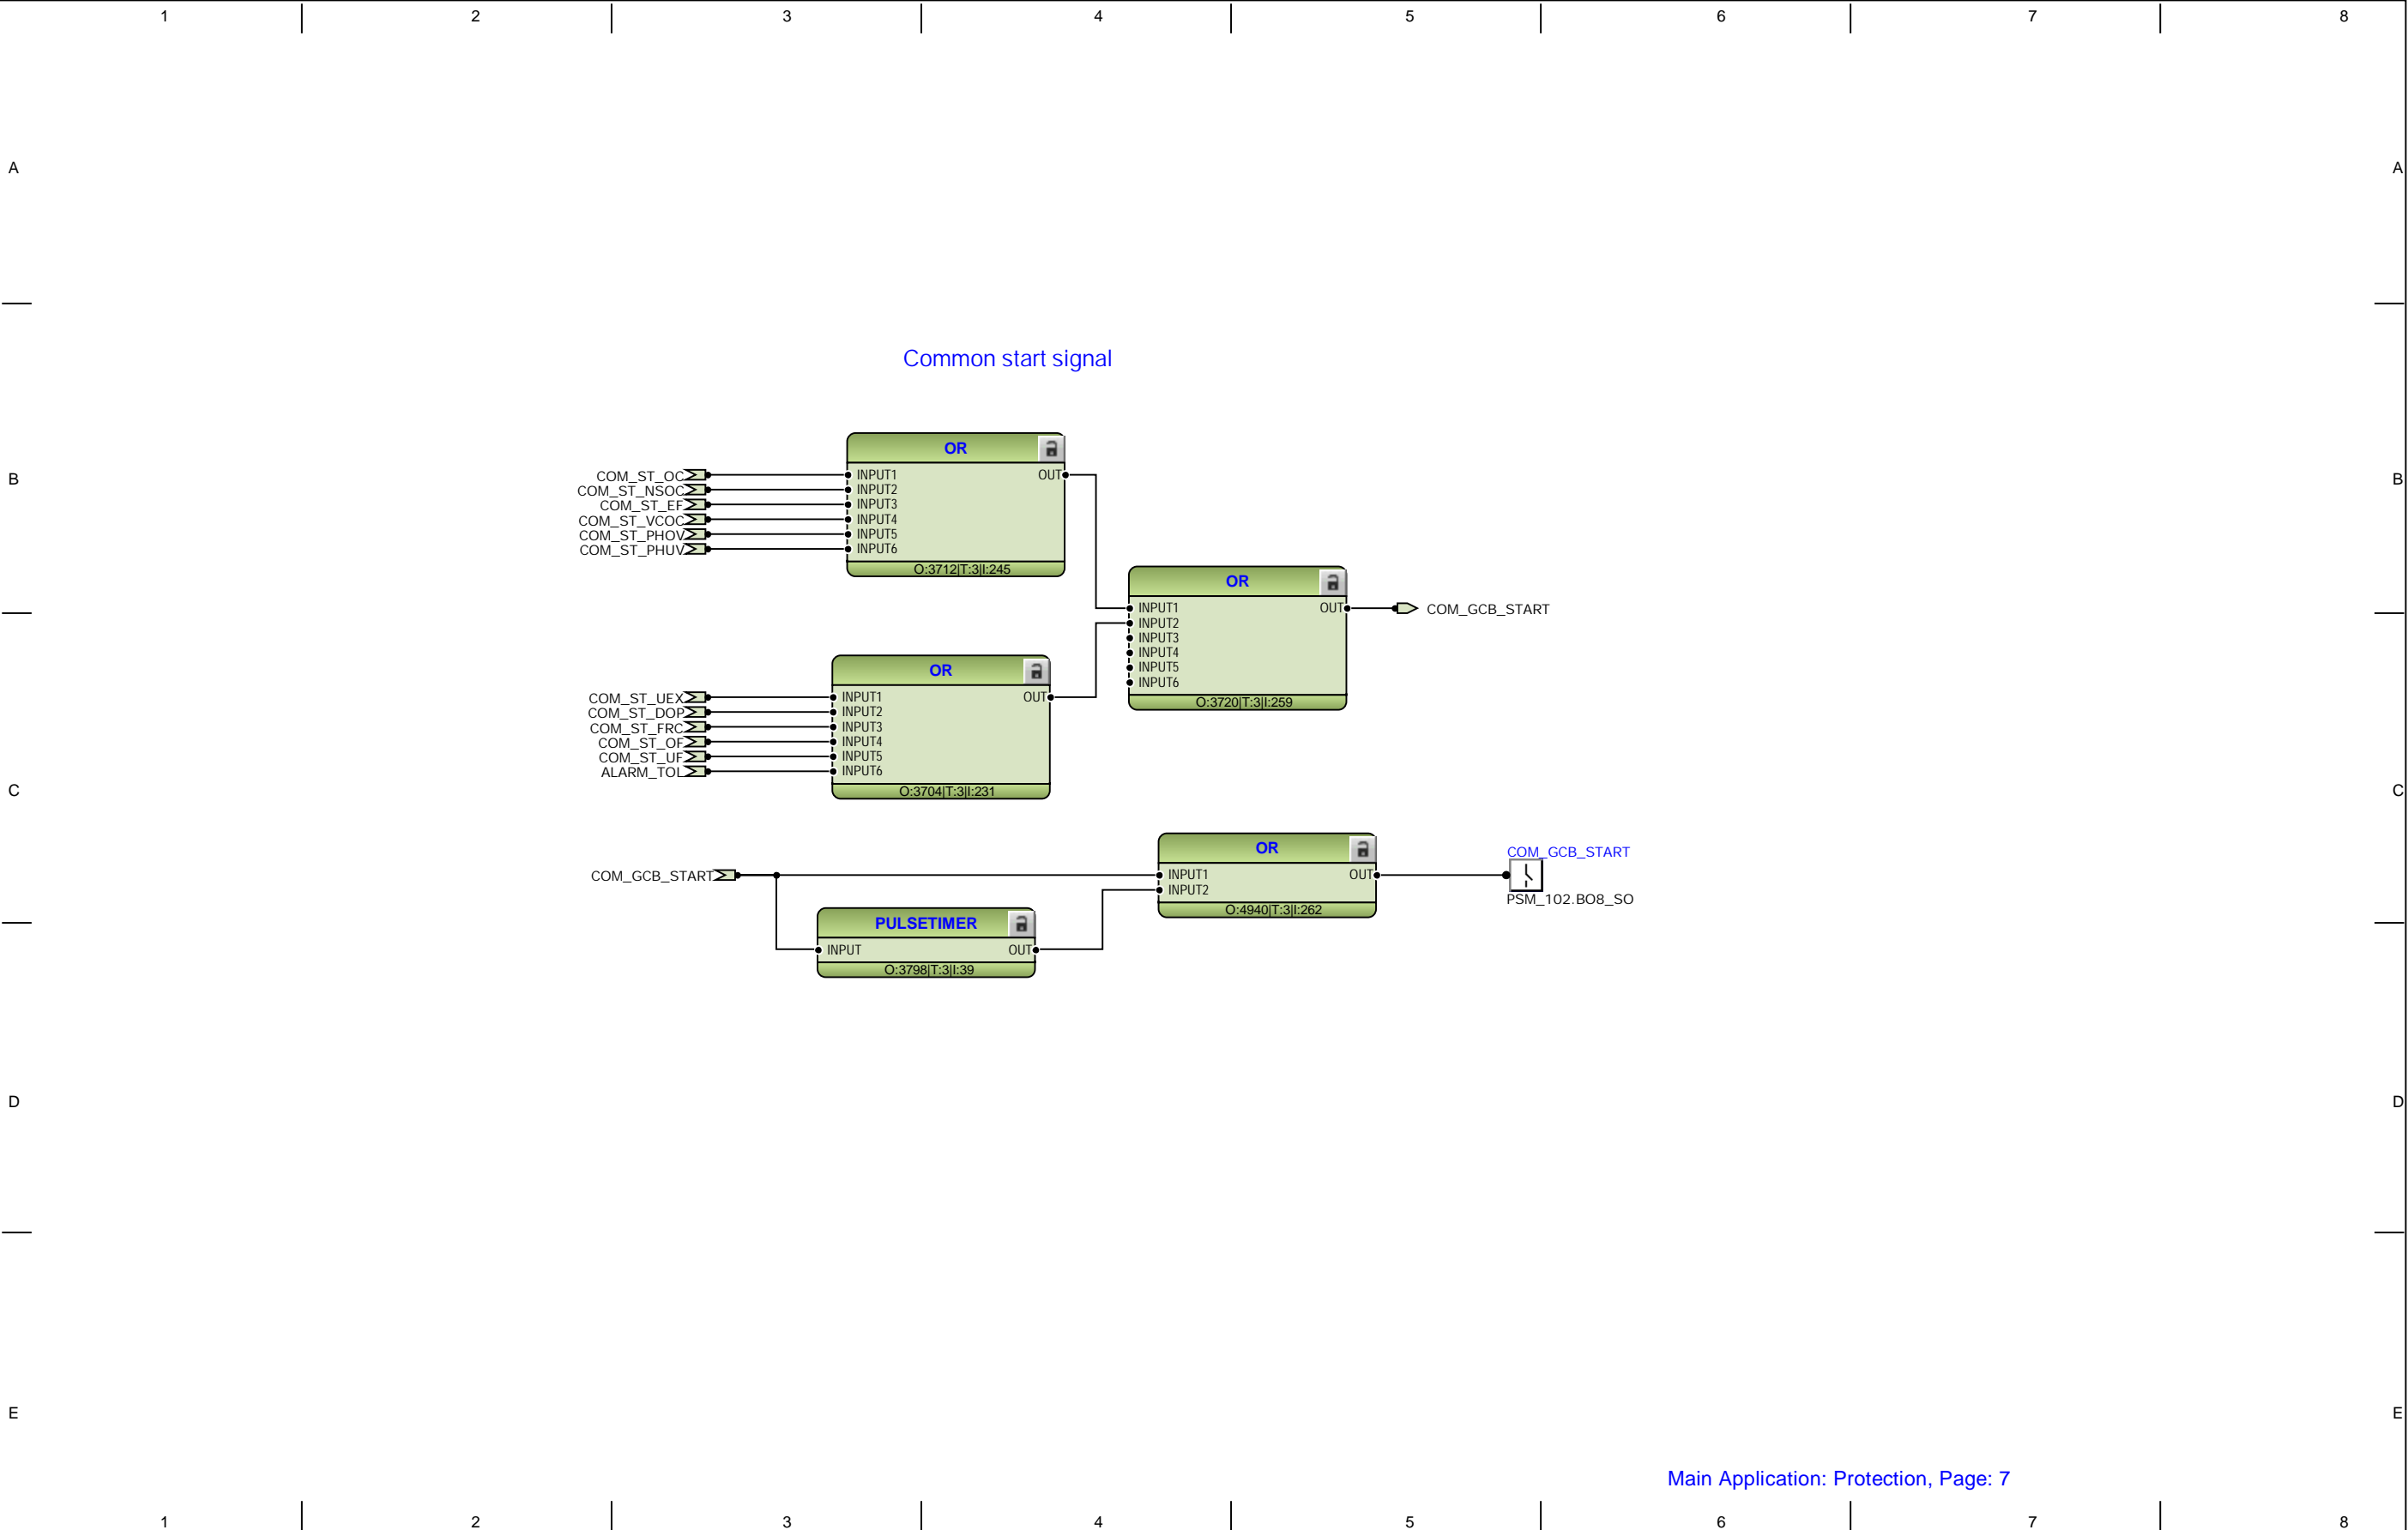 1 2 3 4 5 6 7 8
A A
Common start signal
OR
B B
COM_ST_OC INPUT1 OUT
COM_ST_NSOC INPUT2
COM_ST_EF INPUT3
COM_ST_VCOC INPUT4
COM_ST_PHOV INPUT5
COM_ST_PHUV INPUT6
O:3712|T:3|I:245
OR
INPUT1 OUT COM_GCB_START
INPUT2
INPUT3
INPUT4
INPUT5
INPUT6
O:3720|T:3|I:259
OR
COM_ST_UEX INPUT1 OUT
COM_ST_DOP INPUT2
COM_ST_FRC INPUT3
COM_ST_OF INPUT4
COM_ST_UF INPUT5
ALARM_TOL INPUT6
O:3704|T:3|I:231
C C
OR
COM_GCB_START
COM_GCB_START INPUT1 OUT
INPUT2
PSM_102.BO8_SO
O:4940|T:3|I:262
PULSETIMER
INPUT OUT
O:3798|T:3|I:39
D D
E E
Main Application: Protection, Page: 7
1 2 3 4 5 6 7 8